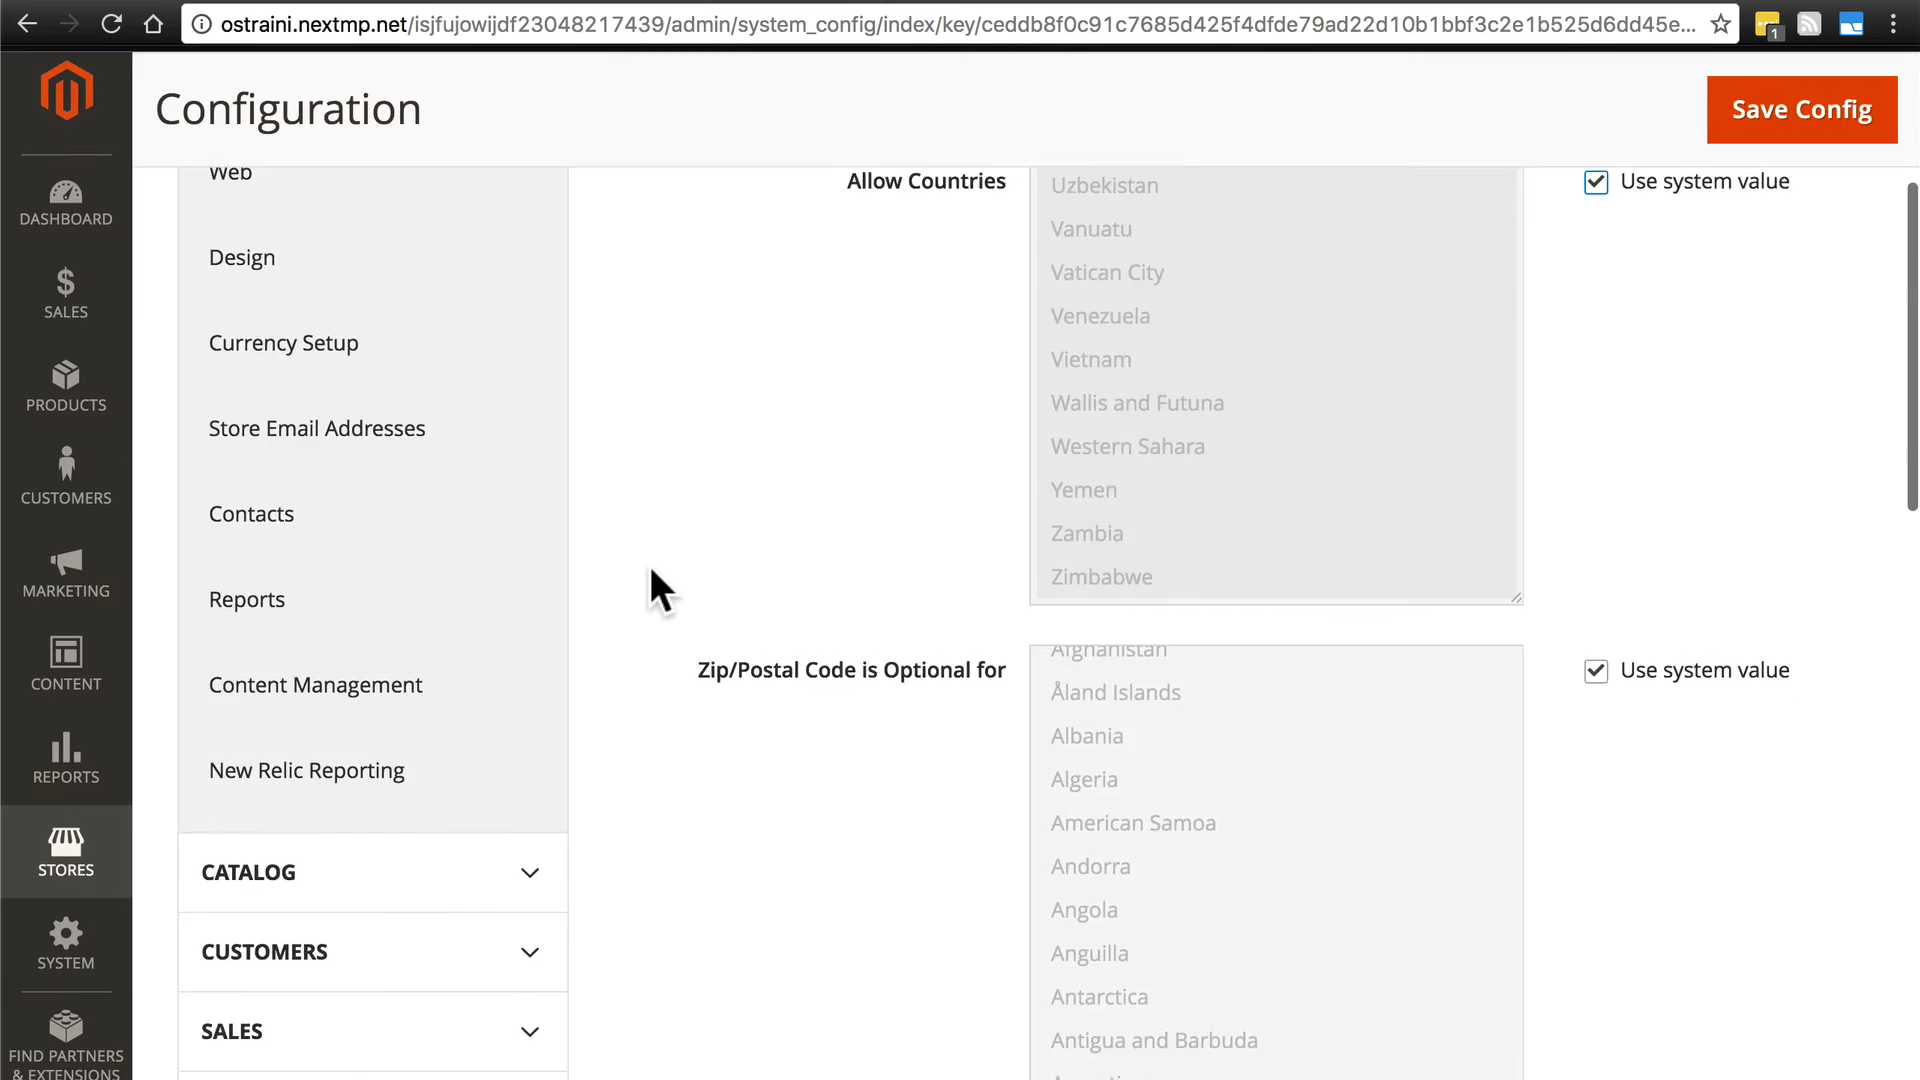 ostraini.nextmp.net/isjfujowijdf23048217439/admin/system_config/index/key/ceddb8f0c91c7685d425f4dfde79ad22d10b1bbf3c2e1b525d6dd45e...
1
Configuration
Save Config
DASHBOARD
SALES
PRODUCTS
CUSTOMERS
MARKETING
CONTENT
REPORTS
STORES
SYSTEM
FIND PARTNERS
& EXTENSIONS
Web
Design
Currency Setup
Store Email Addresses
Contacts
Reports
Content Management
New Relic Reporting
CATALOG
CUSTOMERS
SALES
Allow Countries
Uzbekistan
Vanuatu
Vatican City
Venezuela
Vietnam
Wallis and Futuna
Western Sahara
Yemen
Zambia
Zimbabwe
Use system value
Zip/Postal Code is Optional for
Afghanistan
Åland Islands
Albania
Algeria
American Samoa
Andorra
Angola
Anguilla
Antarctica
Antigua and Barbuda
Use system value